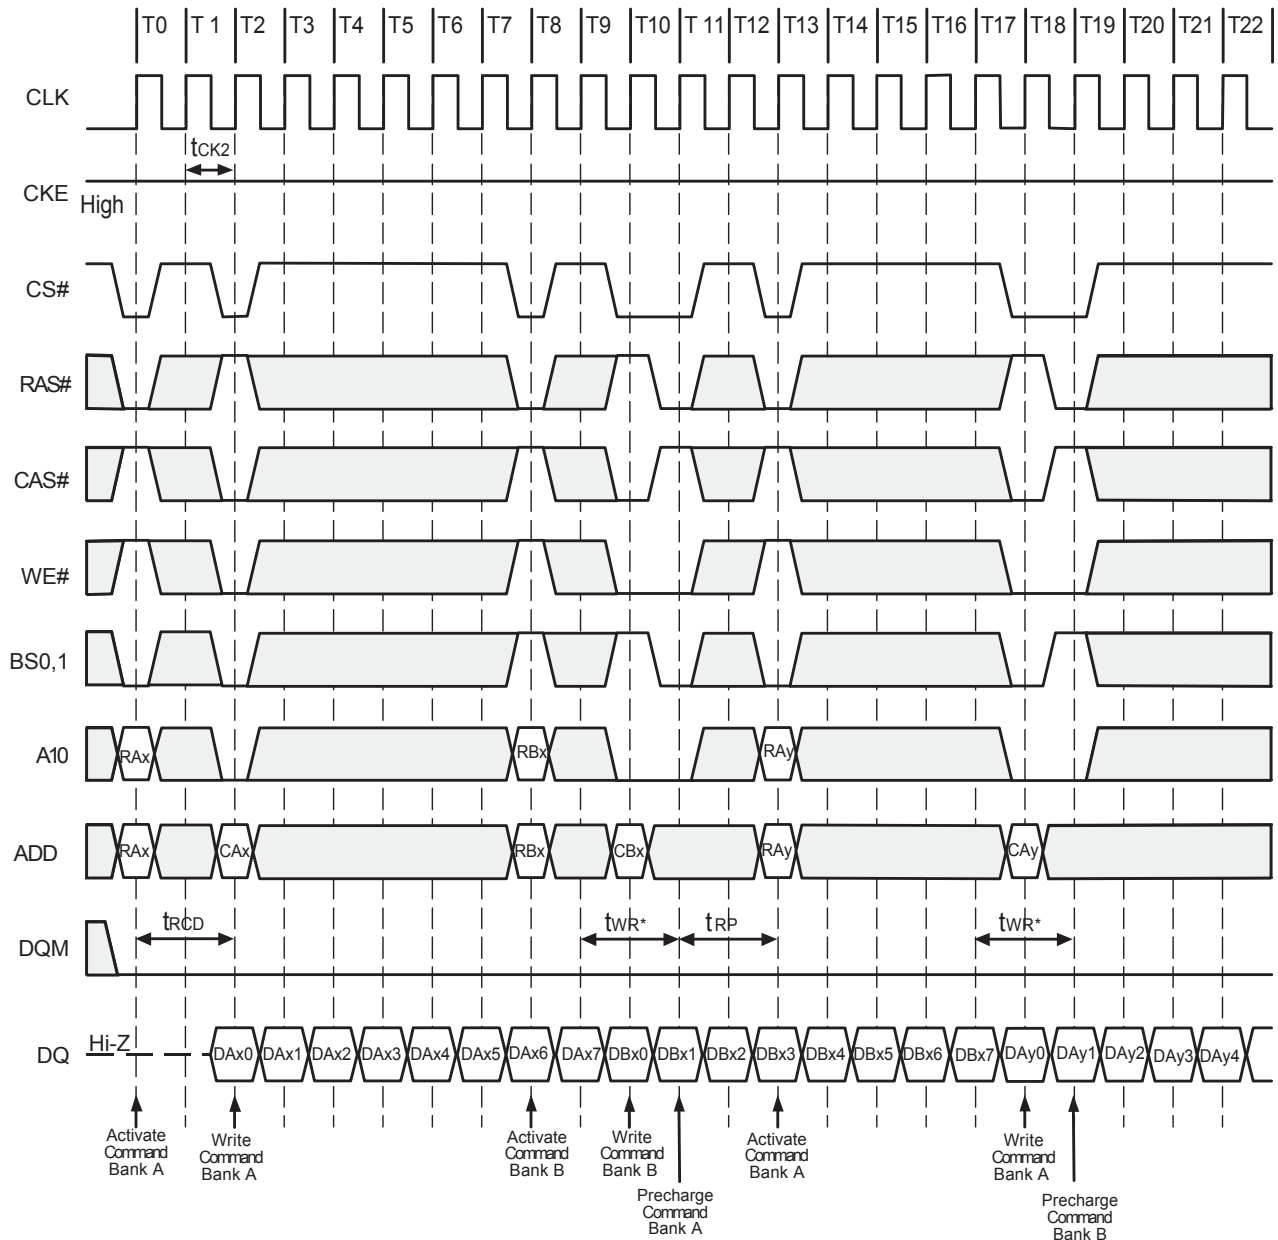 T0 T 1 T2 T3 T4 T5 T6 T7 T8 T9 T10 T 11 T12 T13 T14 T15 T16 T17 T18 T19 T20 T21 T22
CLK
tCK2
CKE
High
CS#
RAS#
CAS#
WE#
BS0,1
A10
RAx RBx RAy
ADD
RAx CAx RBx CBx RAy CAy
tRCD tWR* tRP tWR*
DQM
DQ
Hi-Z
DAx0 DAx1 DAx2 DAx3 DAx4 DAx5 DAx6 DAx7 DBx0 DBx1 DBx2 DBx3 DBx4 DBx5 DBx6 DBx7 DAy0 DAy1 DAy2 DAy3 DAy4
Activate
Command
Bank A
Write
Command
Bank A
Activate
Command
Bank B
Write
Command
Bank B
Precharge
Command
Bank A
Activate
Command
Bank A
Write
Command
Bank A
Precharge
Command
Bank B